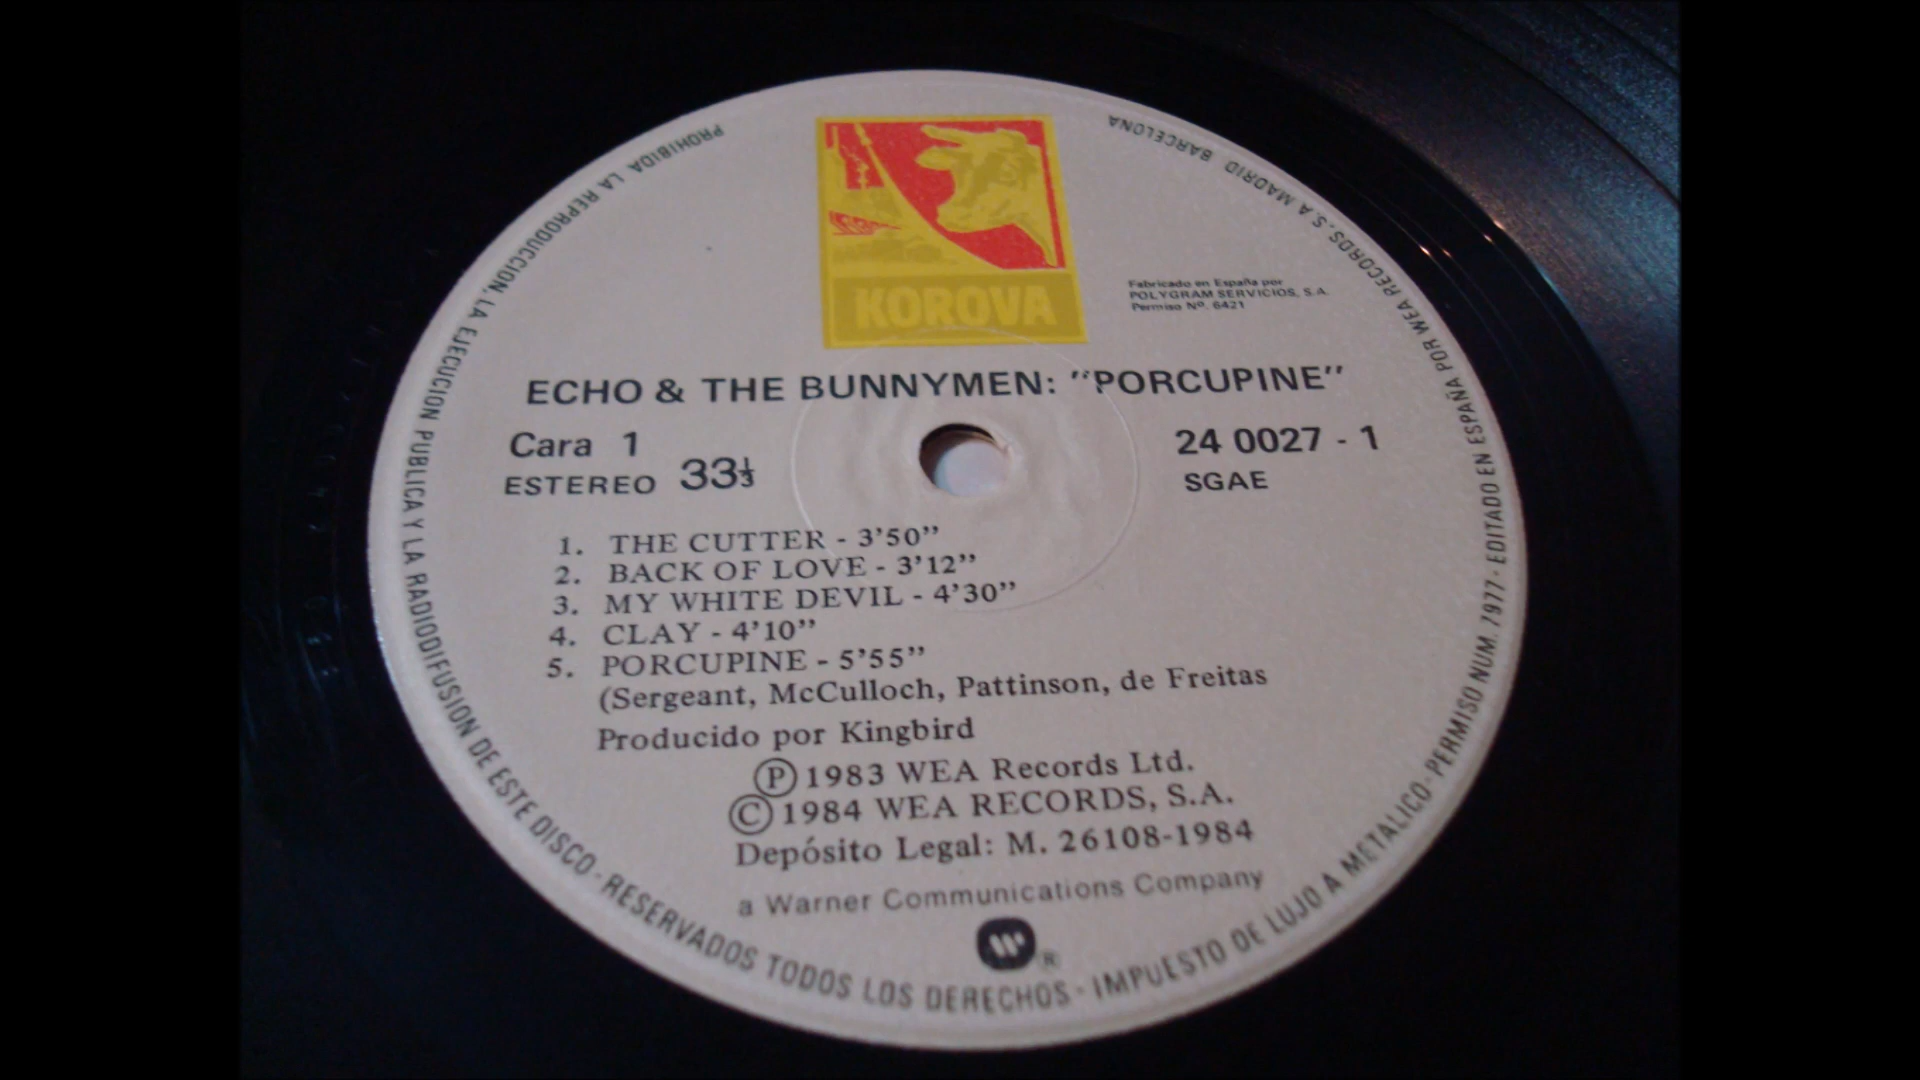 KOROVA
Fabricado en España por
POLYGRAM SERVICIOS, S.A.
Permiso Nº. 6421
ECHO & THE BUNNYMEN: "PORCUPINE"
Cara 1
ESTEREO 33⅓
24 0027 - 1
SGAE
1. THE CUTTER - 3'50''
2. BACK OF LOVE - 3'12''
3. MY WHITE DEVIL - 4'30''
4. CLAY - 4'10''
5. PORCUPINE - 5'55''
(Sergeant, McCulloch, Pattinson, de Freitas
Producido por Kingbird
Ⓟ 1983 WEA Records Ltd.
© 1984 WEA RECORDS, S.A.
Depósito Legal: M. 26108-1984
a Warner Communications Company
®
PROHIBIDA LA REPRODUCCION, LA EJECUCION PUBLICA Y LA RADIODIFUSION DE ESTE DISCO - RESERVADOS TODOS LOS DERECHOS - IMPUESTO DE LUJO A METALICO - PERMISO NUM. 7977 - EDITADO EN ESPAÑA POR WEA RECORDS, S.A MADRID BARCELONA